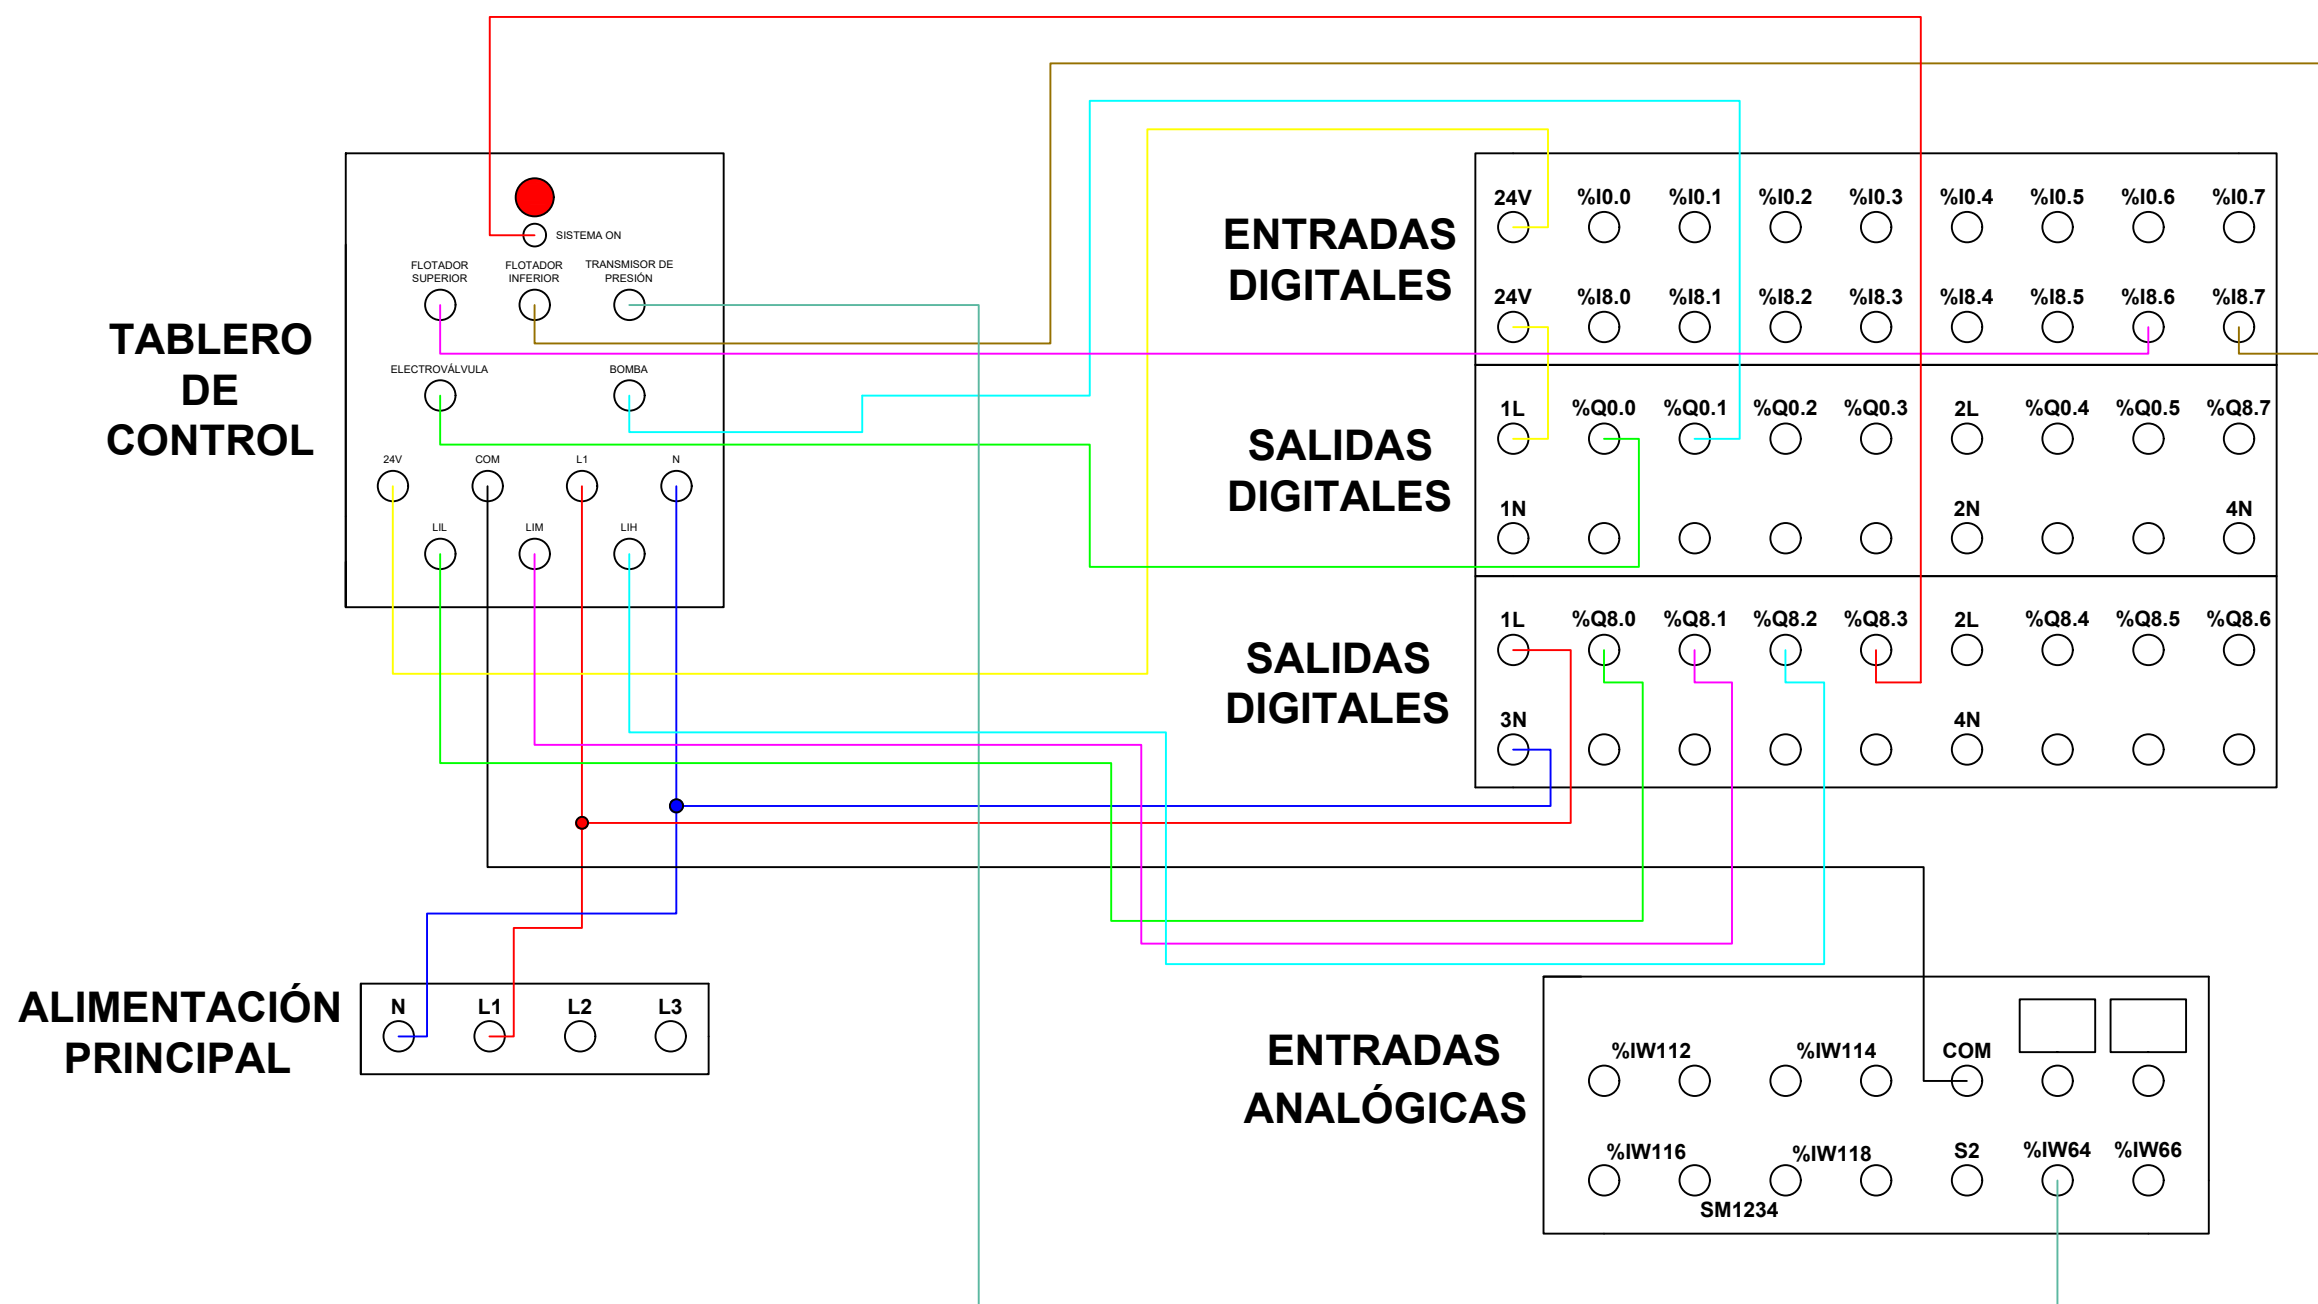 TABLERO
DE
CONTROL
SISTEMA ON
FLOTADOR
SUPERIOR
FLOTADOR
INFERIOR
TRANSMISOR DE
PRESIÓN
ELECTROVÁLVULA
BOMBA
24V
COM
L1
N
LIL
LIM
LIH
ENTRADAS
DIGITALES
24V %I0.0 %I0.1 %I0.2 %I0.3 %I0.4 %I0.5 %I0.6 %I0.7
24V %I8.0 %I8.1 %I8.2 %I8.3 %I8.4 %I8.5 %I8.6 %I8.7
SALIDAS
DIGITALES
1L %Q0.0 %Q0.1 %Q0.2 %Q0.3 2L %Q0.4 %Q0.5 %Q8.7
1N 2N 4N
SALIDAS
DIGITALES
1L %Q8.0 %Q8.1 %Q8.2 %Q8.3 2L %Q8.4 %Q8.5 %Q8.6
3N 4N
ALIMENTACIÓN
PRINCIPAL
N L1 L2 L3
ENTRADAS
ANALÓGICAS
%IW112 %IW114 COM
%IW116 %IW118 S2 %IW64 %IW66
SM1234